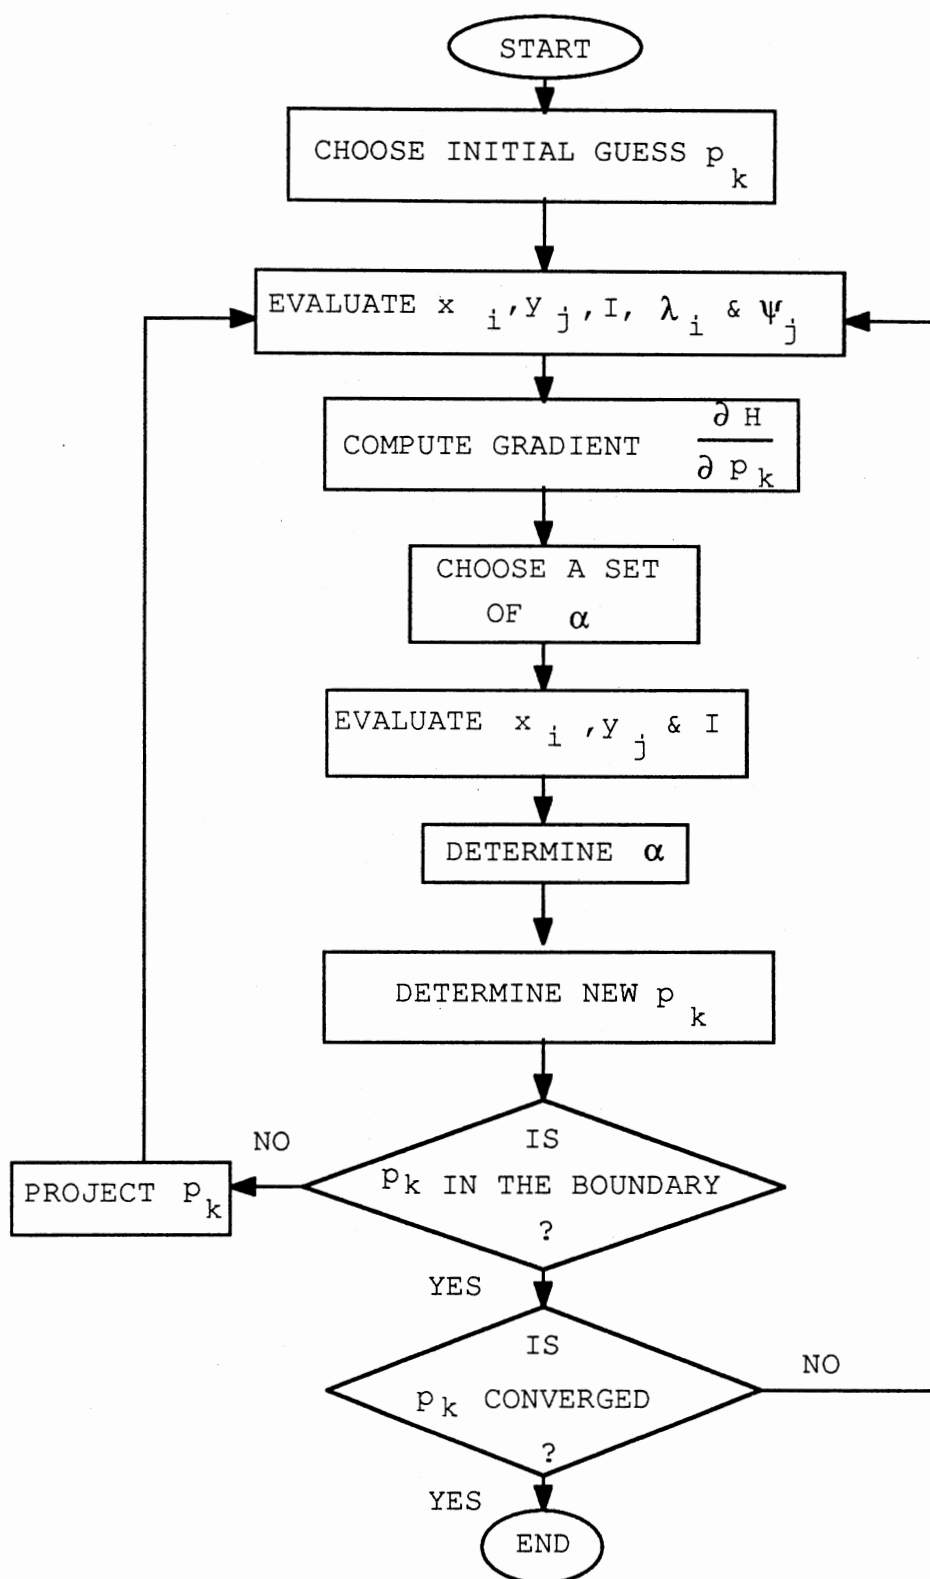 START
CHOOSE INITIAL GUESS p k
EVALUATE x i , y j , I, λ i & ψ j
COMPUTE GRADIENT ∂ H / ∂ p k
CHOOSE A SET
OF α
EVALUATE x i , y j & I
DETERMINE α
DETERMINE NEW p k
IS
p k IN THE BOUNDARY
?
NO
PROJECT p k
YES
IS
p k CONVERGED
?
NO
YES
END